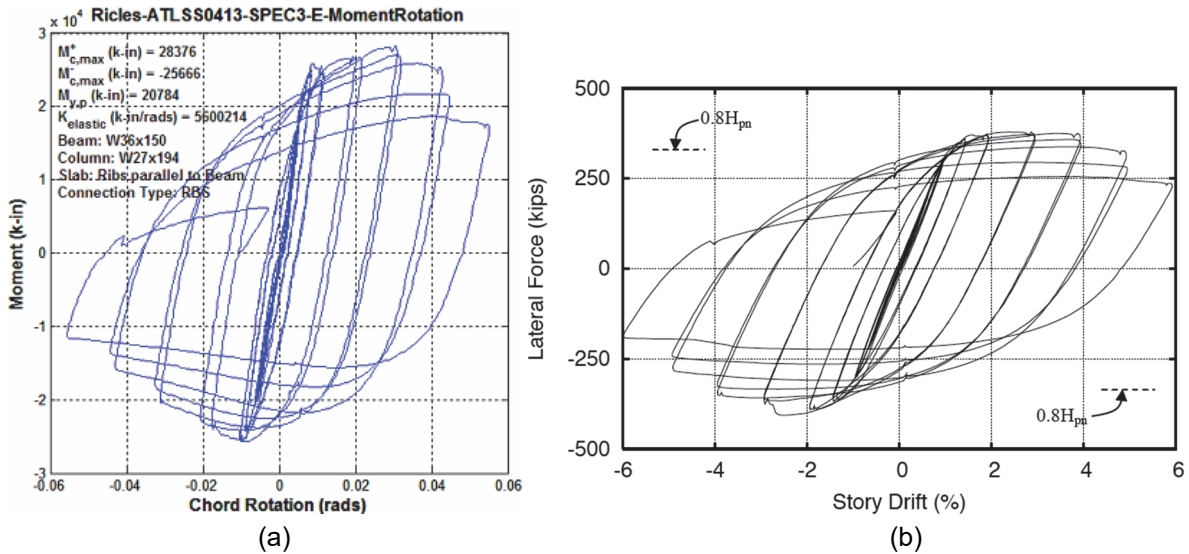 Ricles-ATLSS0413-SPEC3-E-MomentRotation
x 10⁴
3
M⁺c,max (k-in) = 28376
M⁻c,max (k-in) = -25666
My,p (k-in) = 20784
Kelastic (k-in/rads) = 5600214
Beam: W36x150
Column: W27x194
Slab: Ribs parallel to Beam
Connection Type: RBS
2
1
0
-1
-2
-3
Moment (k-in)
-0.06 -0.04 -0.02 0 0.02 0.04 0.06
Chord Rotation (rads)
(a)
500
250
0
-250
-500
Lateral Force (kips)
0.8Hpn
0.8Hpn
-6 -4 -2 0 2 4 6
Story Drift (%)
(b)